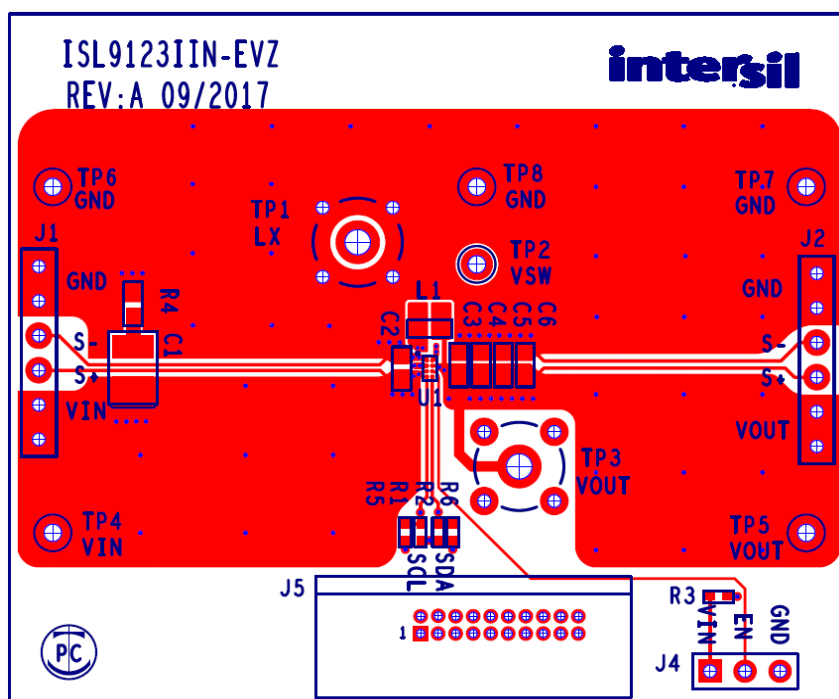 ISL9123IIN-EVZ
REV:A 09/2017
intersil
TP6
GND
TP8
GND
TP7
GND
TP1
LX
TP2
VSW
J1
J2
GND
GND
L1
R4
C1
C2
C3
C4
C5
C6
S-
S+
S-
S+
U1
VIN
VOUT
TP3
VOUT
R5
R1
R2
R6
TP4
VIN
TP5
VOUT
SCL
SDA
J5
1
R3
VIN
EN
GND
J4
PC